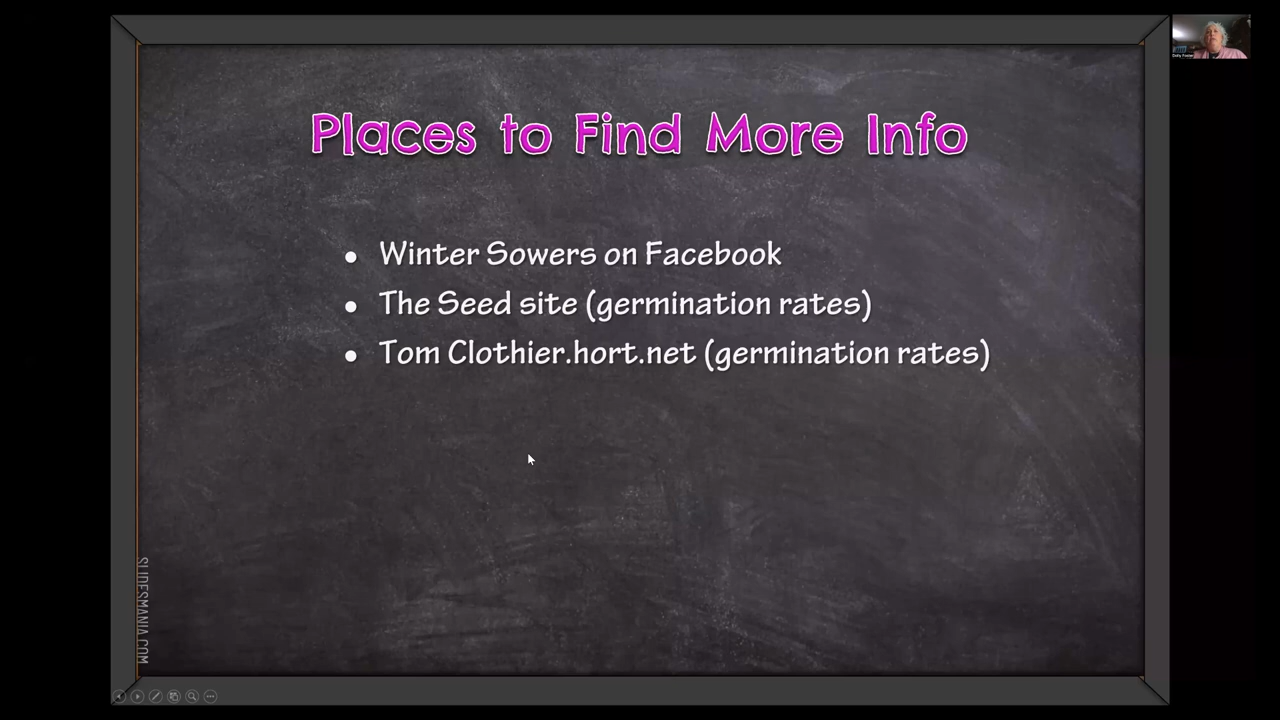 Places to Find More Info
• Winter Sowers on Facebook
• The Seed site (germination rates)
• Tom Clothier.hort.net (germination rates)
SLIDESMANIA.COM